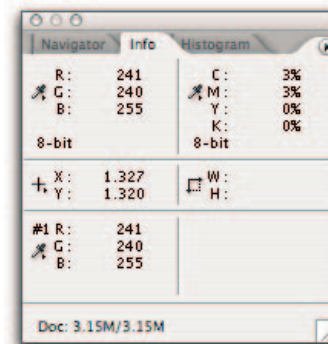 Navigator Info Histogram
R: 241 C: 3%
G: 240 M: 3%
B: 255 Y: 0%
K: 0%
8-bit 8-bit
X: 1.327 W:
Y: 1.320 H:
#1 R: 241
G: 240
B: 255
Doc: 3.15M/3.15M